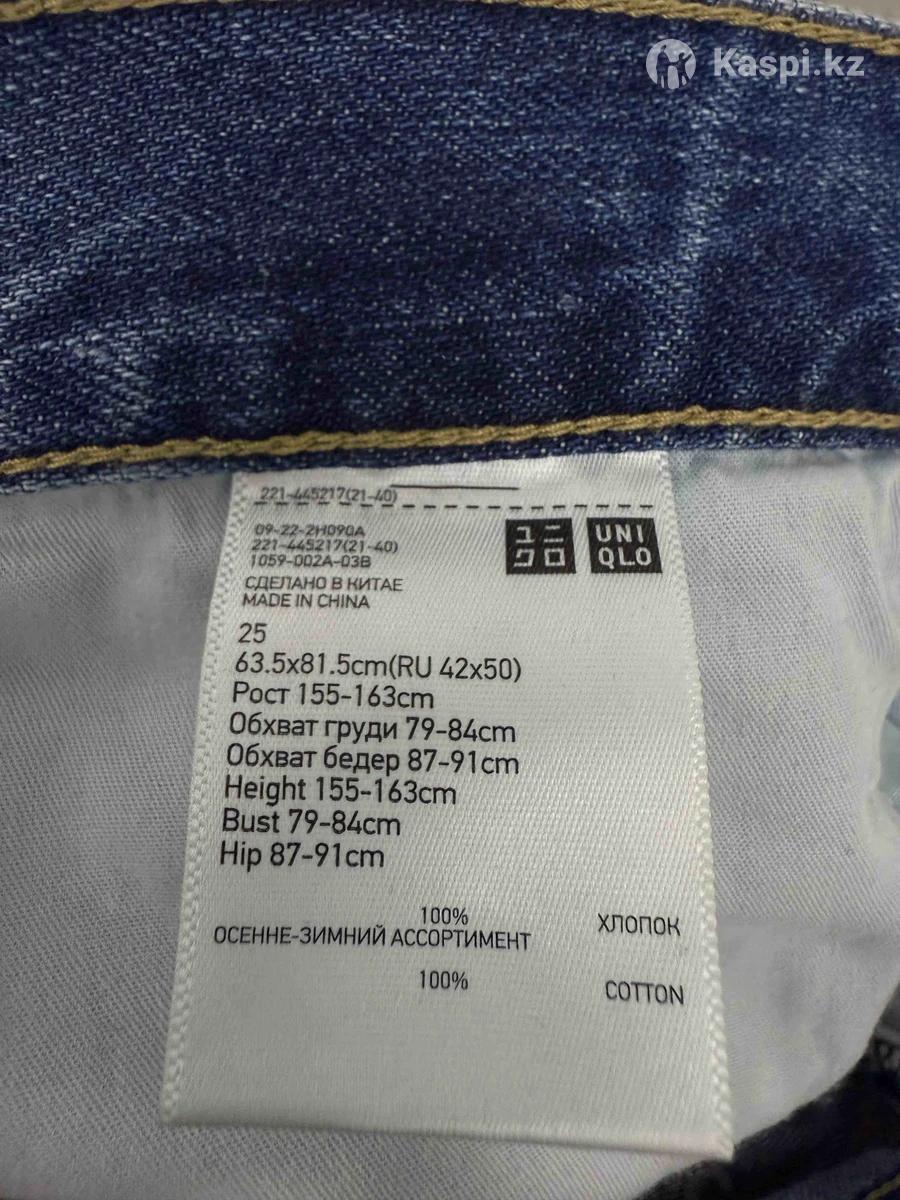 Kaspi.kz
221-445217(21-40)
09-22-2H090A
221-445217(21-40)
1059-002A-03B
ユニ
クロ
UNI
QLO
СДЕЛАНО В КИТАЕ
MADE IN CHINA
25
63.5x81.5cm(RU 42x50)
Рост 155-163cm
Обхват груди 79-84cm
Обхват бедер 87-91cm
Height 155-163cm
Bust 79-84cm
Hip 87-91cm
100% ХЛОПОК
ОСЕННЕ-ЗИМНИЙ АССОРТИМЕНТ
100% COTTON